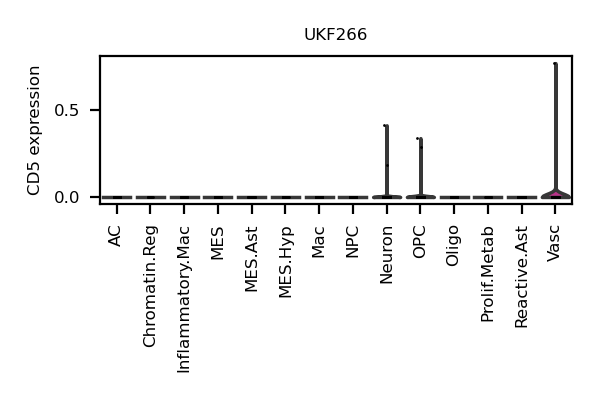 UKF266
CD5 expression
0.5
0.0
AC
Chromatin.Reg
Inflammatory.Mac
MES
MES.Ast
MES.Hyp
Mac
NPC
Neuron
OPC
Oligo
Prolif.Metab
Reactive.Ast
Vasc